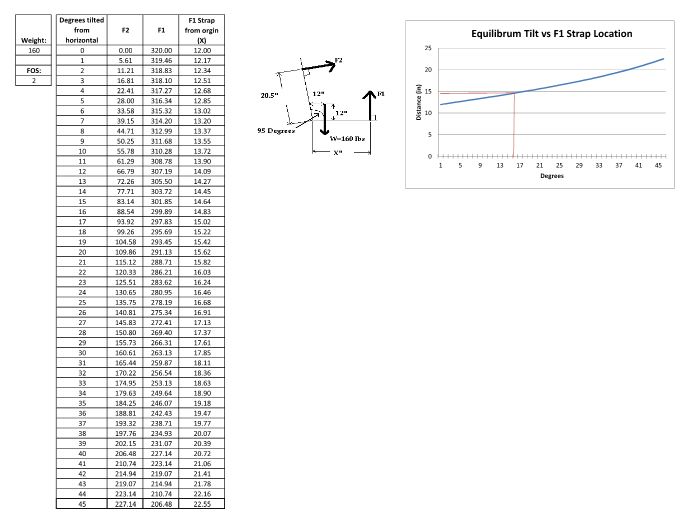 Weight:
160
FOS:
2
Degrees tilted from horizontal F2 F1 F1 Strap from orgin (X)
0 0.00 320.00 12.00
1 5.61 319.46 12.17
2 11.21 318.83 12.34
3 16.81 318.10 12.51
4 22.41 317.27 12.68
5 28.00 316.34 12.85
6 33.58 315.32 13.02
7 39.15 314.20 13.20
8 44.71 312.99 13.37
9 50.25 311.68 13.55
10 55.78 310.28 13.72
11 61.29 308.78 13.90
12 66.79 307.19 14.09
13 72.26 305.50 14.27
14 77.71 303.72 14.45
15 83.14 301.85 14.64
16 88.54 299.89 14.83
17 93.92 297.83 15.02
18 99.26 295.69 15.22
19 104.58 293.45 15.42
20 109.86 291.13 15.62
21 115.12 288.71 15.82
22 120.33 286.21 16.03
23 125.51 283.62 16.24
24 130.65 280.95 16.46
25 135.75 278.19 16.68
26 140.81 275.34 16.91
27 145.83 272.41 17.13
28 150.80 269.40 17.37
29 155.73 266.31 17.61
30 160.61 263.13 17.85
31 165.44 259.87 18.11
32 170.22 256.54 18.36
33 174.95 253.13 18.63
34 179.63 249.64 18.90
35 184.25 246.07 19.18
36 188.81 242.43 19.47
37 193.32 238.71 19.77
38 197.76 234.93 20.07
39 202.15 231.07 20.39
40 206.48 227.14 20.72
41 210.74 223.14 21.06
42 214.94 219.07 21.41
43 219.07 214.94 21.78
44 223.14 210.74 22.16
45 227.14 206.48 22.55
F2
20.5"
12"
F1
12"
95 Degrees
W=160 lbs
X"
Equilibrum Tilt vs F1 Strap Location
Distance (in)
25
20
15
10
5
0
1 5 9 13 17 21 25 29 33 37 41 45
Degrees